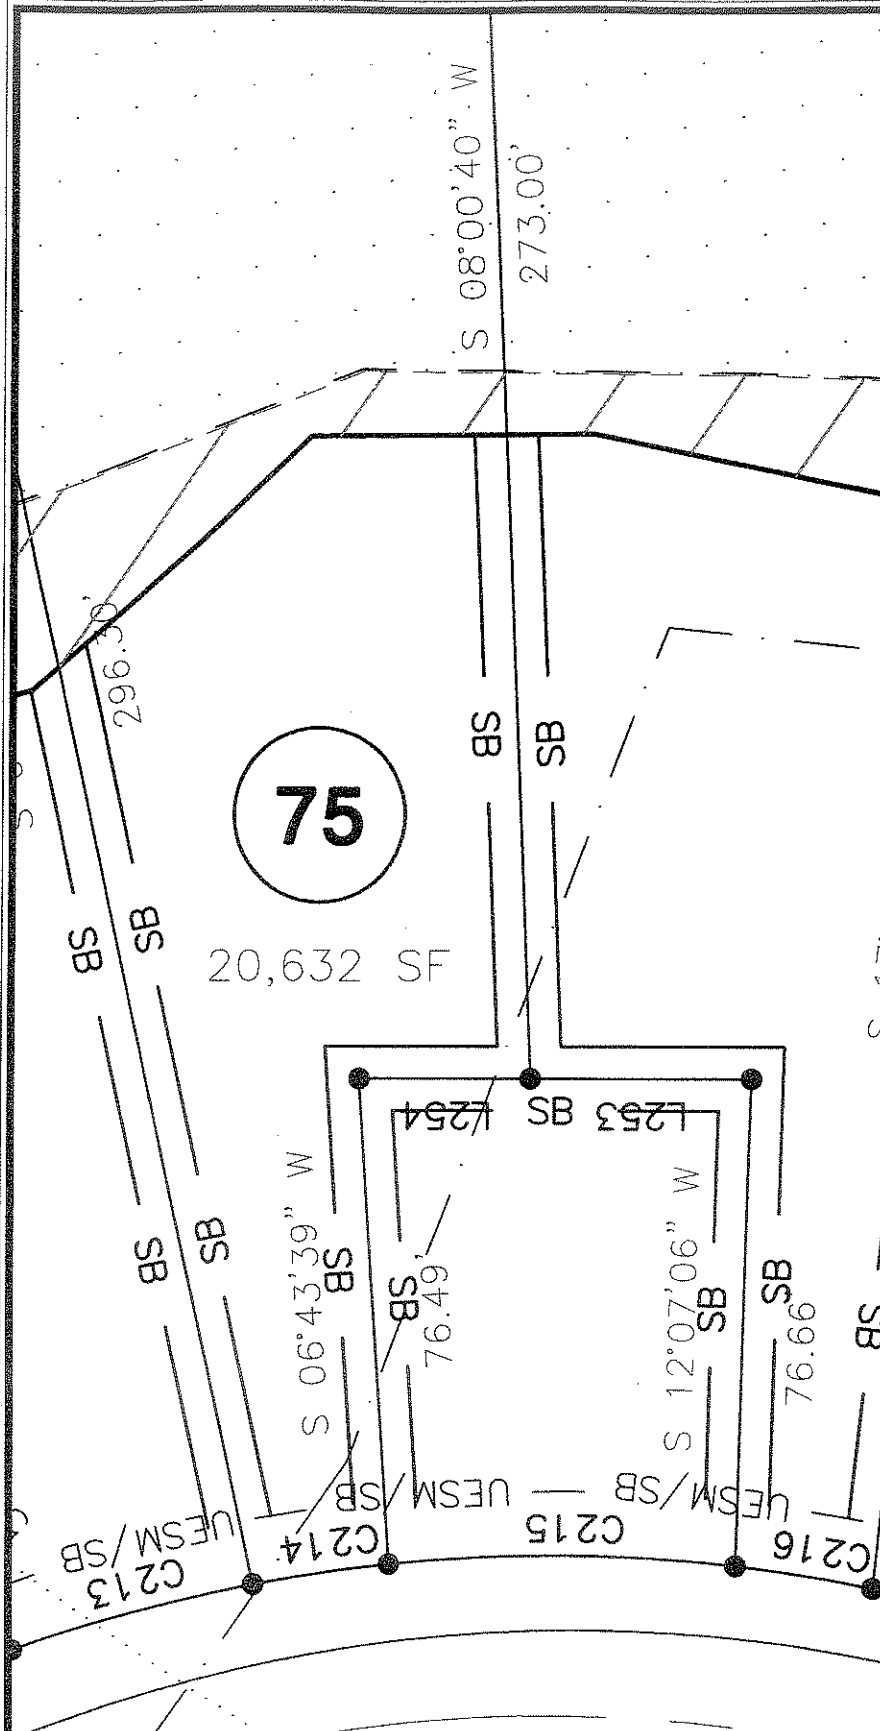 S 08°00'40" W
273.00'
296.30'
SB
SB
75
SB
SB
20,632 SF
L254
SB
L253
S 06°43'39" W
SB
SB
76.49'
S 12°07'06" W
SB
SB
76.66
SB
SB
SB
UESM/SB
UESM/SB
UESM/SB
C213
C214
C215
C216